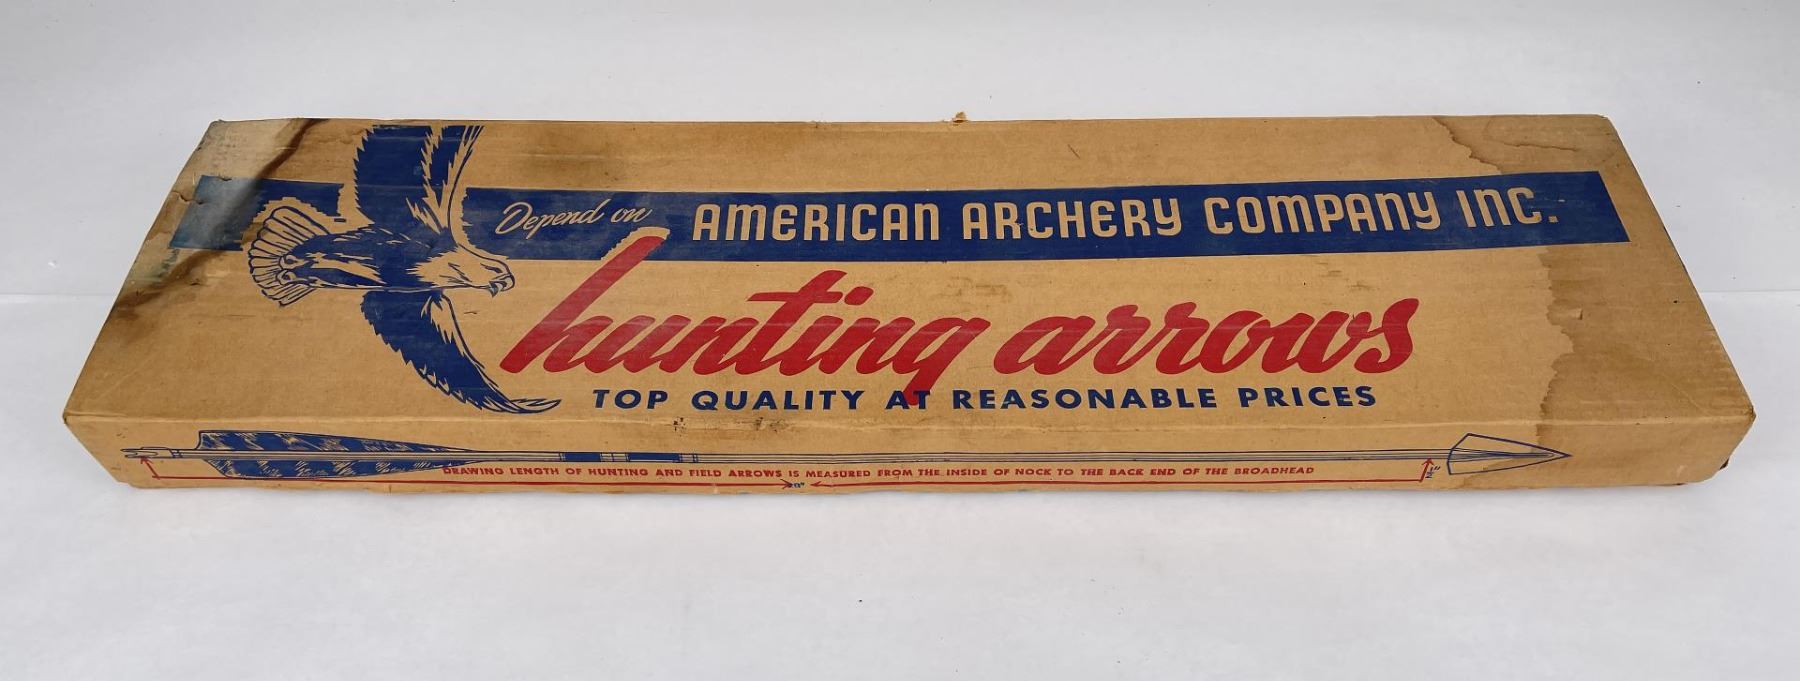 Depend on AMERICAN ARCHERY COMPANY INC.
hunting arrows
TOP QUALITY AT REASONABLE PRICES
DRAWING LENGTH OF HUNTING AND FIELD ARROWS IS MEASURED FROM THE INSIDE OF NOCK TO THE BACK END OF THE BROADHEAD